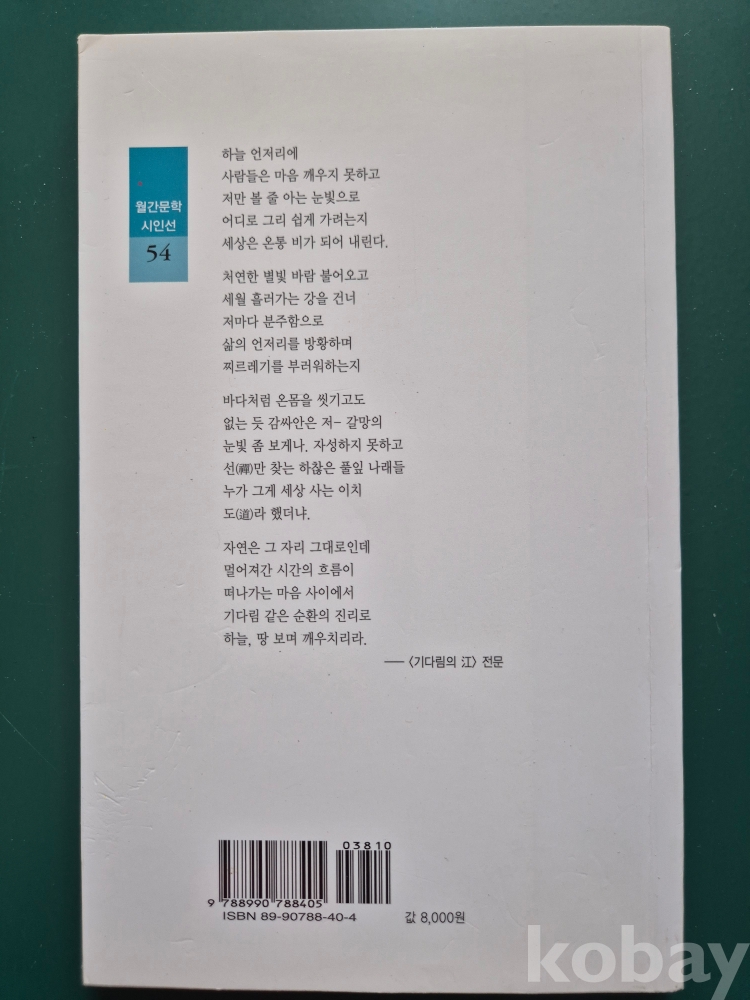 월간문학
시인선
54
하늘 언저리에
사람들은 마음 깨우지 못하고
저만 볼 줄 아는 눈빛으로
어디로 그리 쉽게 가려는지
세상은 온통 비가 되어 내린다.
처연한 별빛 바람 불어오고
세월 흘러가는 강을 건너
저마다 분주함으로
삶의 언저리를 방황하며
찌르레기를 부러워하는지
바다처럼 온몸을 씻기고도
없는 듯 감싸안은 저- 갈망의
눈빛 좀 보게나. 자성하지 못하고
선(禪)만 찾는 하찮은 풀잎 나래들
누가 그게 세상 사는 이치
도(道)라 했더냐.
자연은 그 자리 그대로인데
멀어져간 시간의 흐름이
떠나가는 마음 사이에서
기다림 같은 순환의 진리로
하늘, 땅 보며 깨우치리라.
── 〈기다림의 江〉 전문
03810
9 788990 788405
ISBN 89-90788-40-4
값 8,000원
kobay